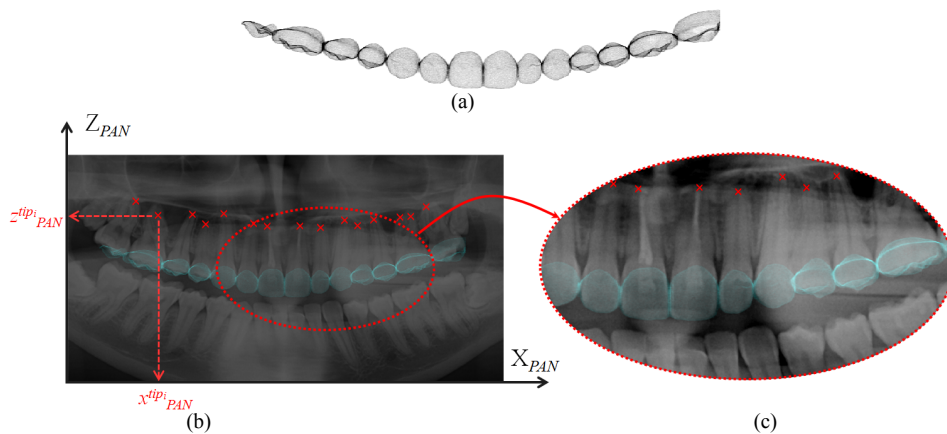 (a)
Z_PAN
z^tip_i_PAN
X_PAN
x^tip_i_PAN
(b)
(c)